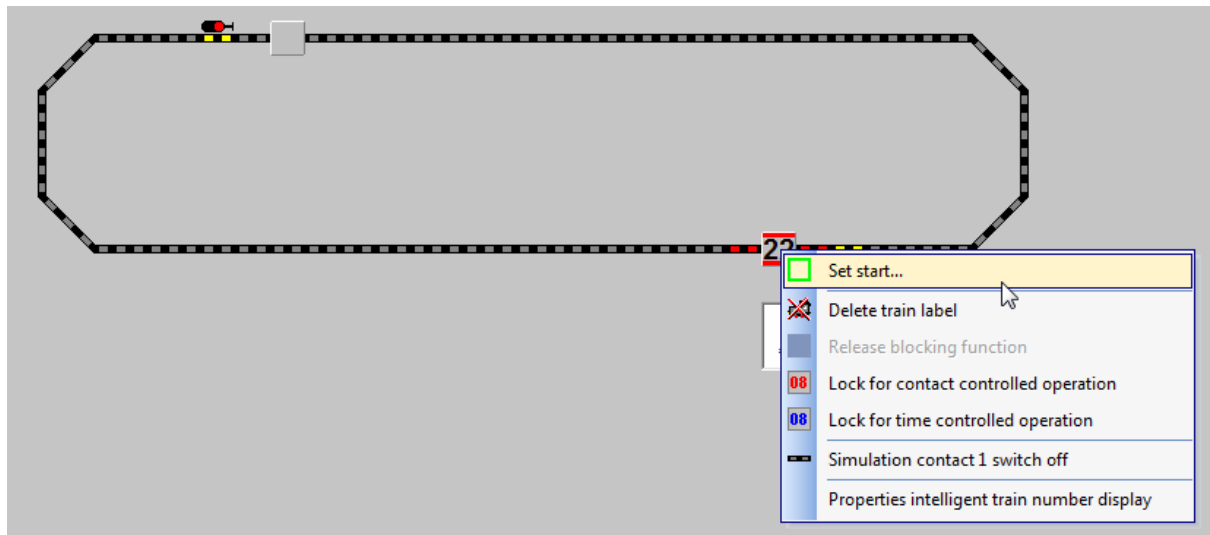 22
Set start...
Delete train label
Release blocking function
08 Lock for contact controlled operation
08 Lock for time controlled operation
Simulation contact 1 switch off
Properties intelligent train number display